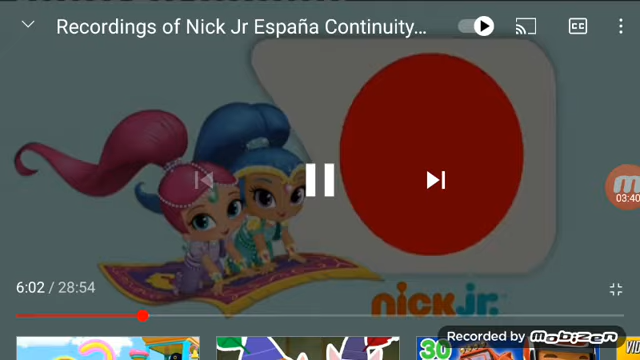 Recordings of Nick Jr España Continuity...
CC
03:40
6:02 / 28:54
nick jr.
Recorded by Mobizen
30